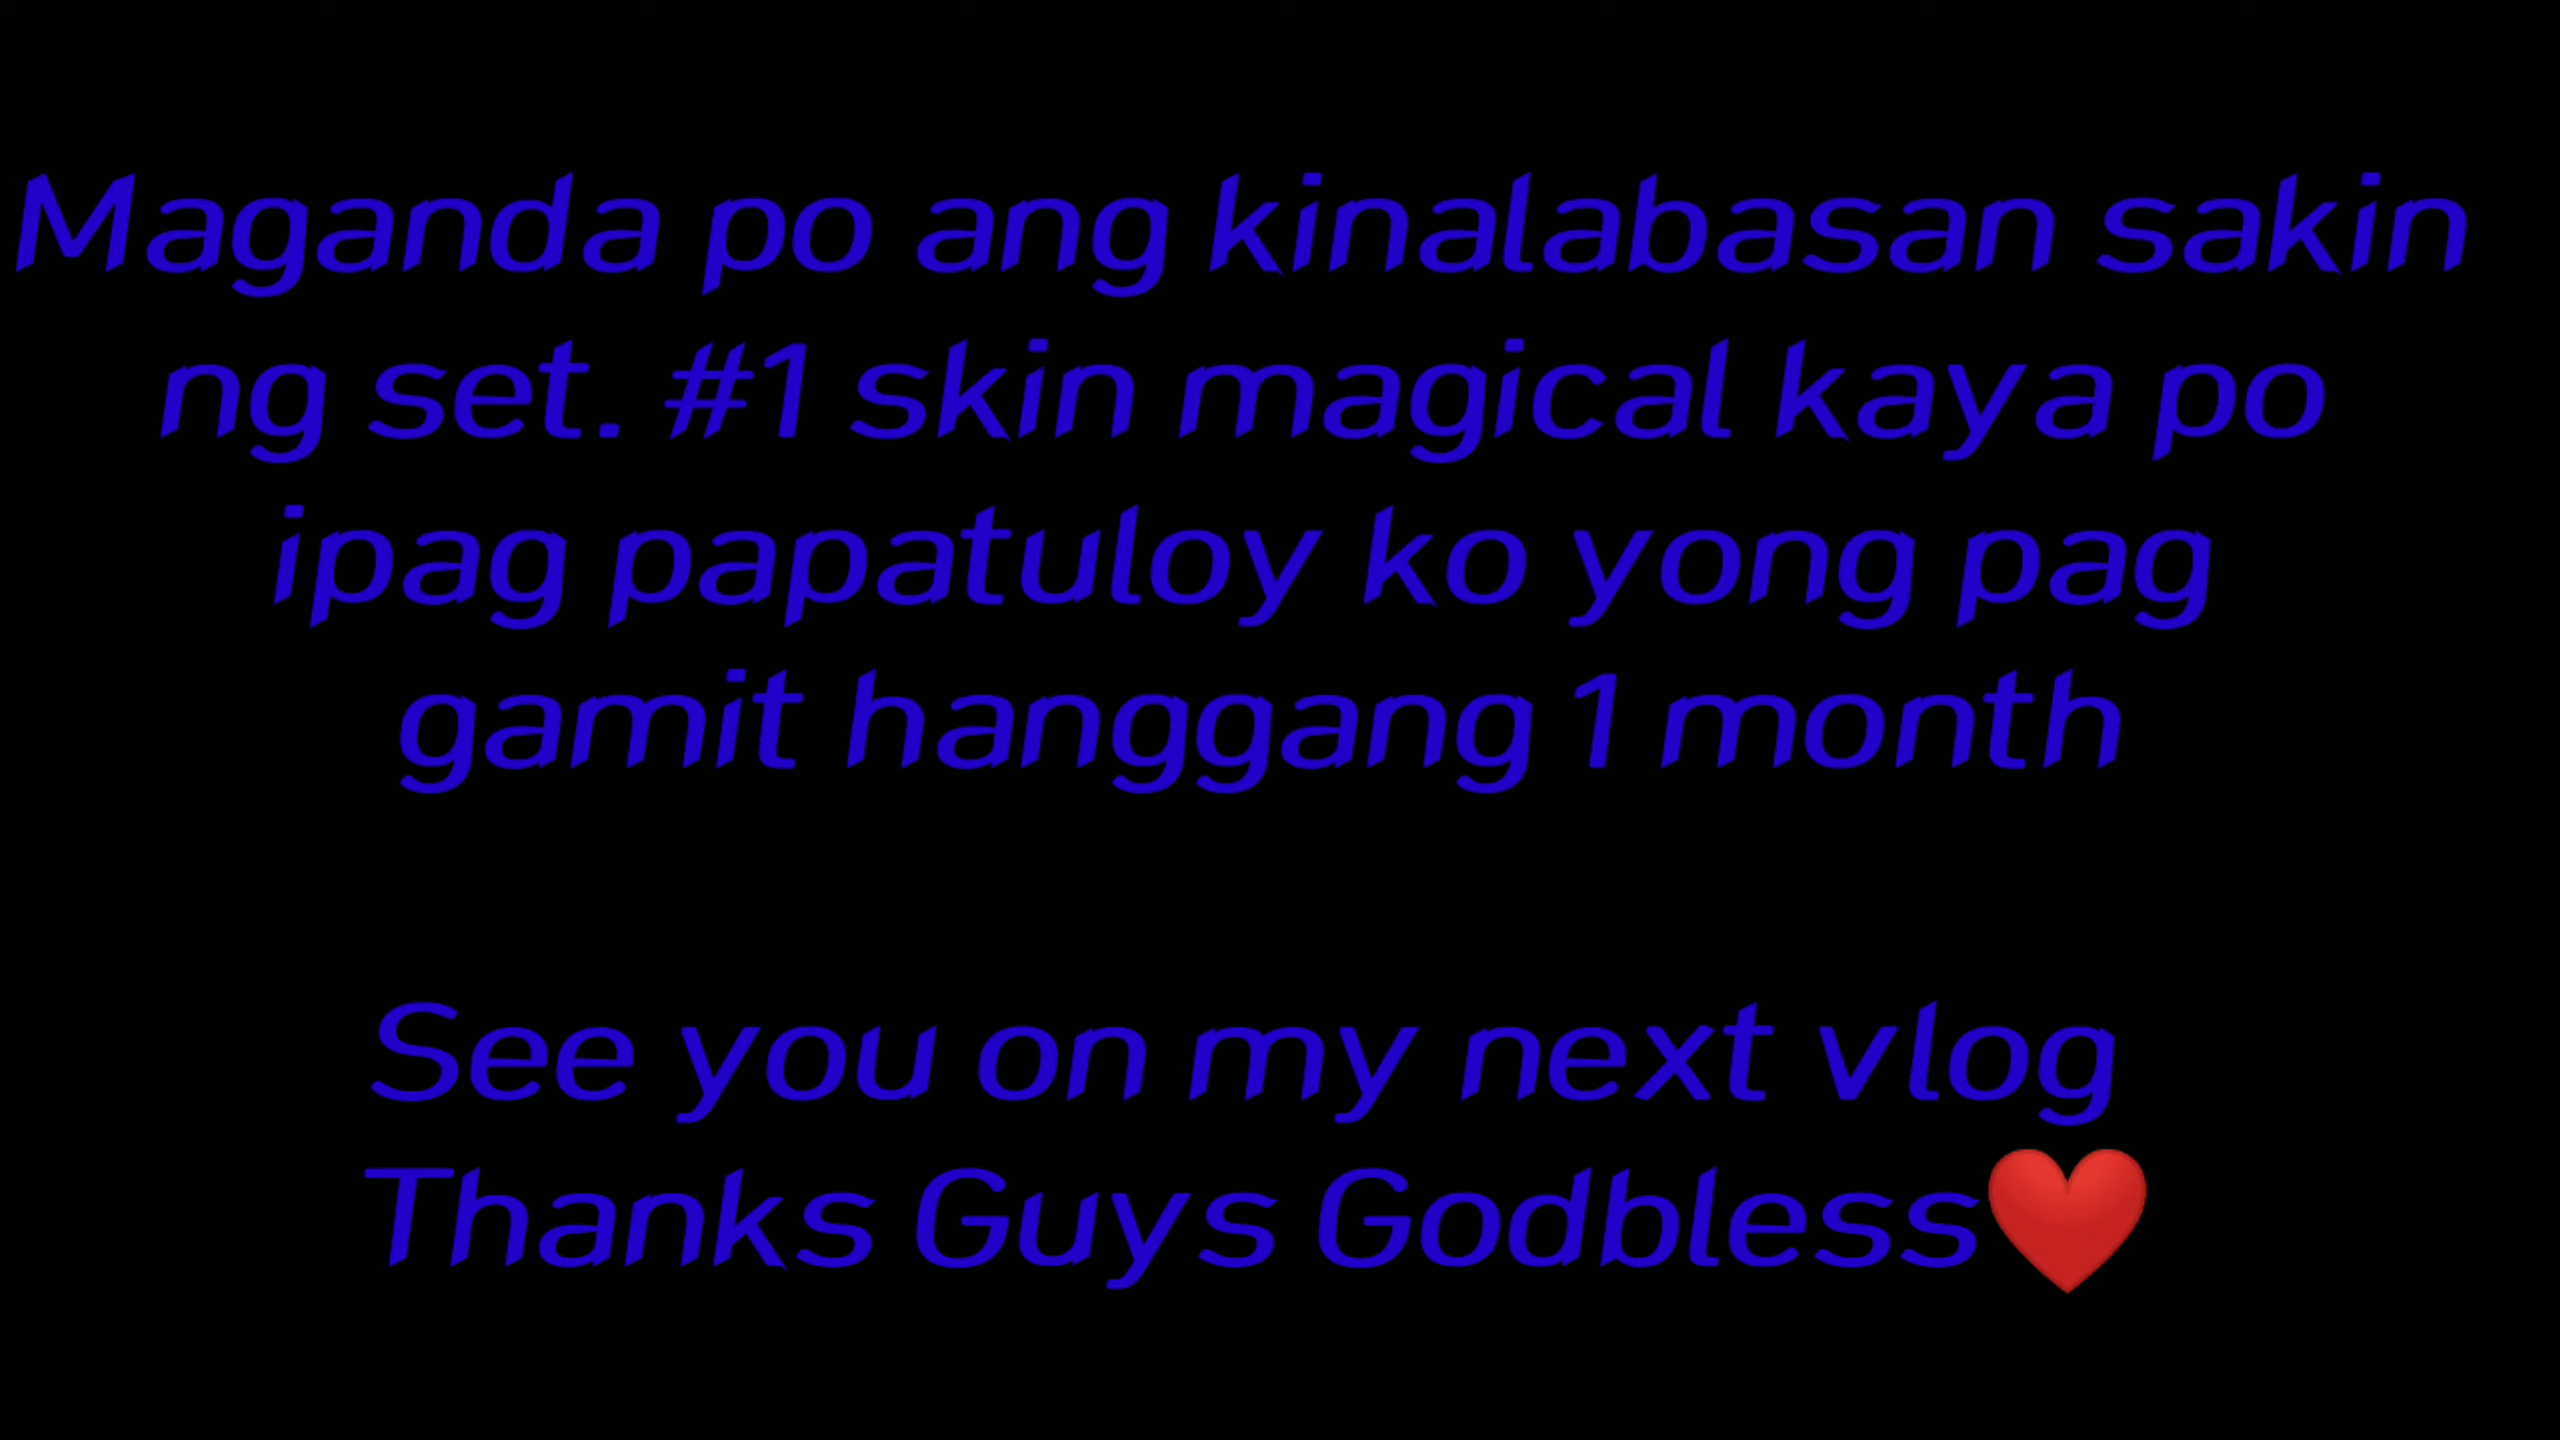 Maganda po ang kinalabasan sakin
ng set. #1 skin magical kaya po
ipag papatuloy ko yong pag
gamit hanggang 1 month
See you on my next vlog
Thanks Guys Godbless❤️